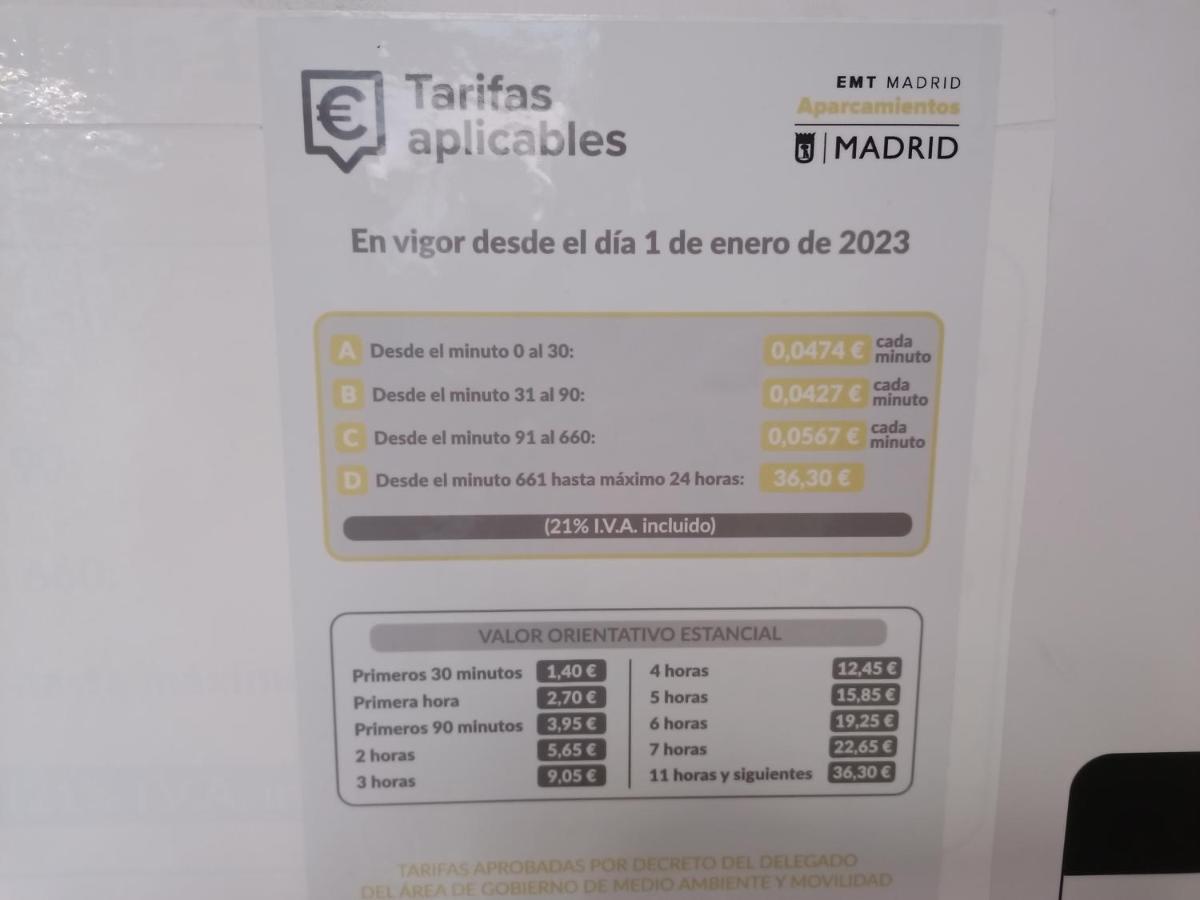 € Tarifas
aplicables
EMT MADRID
Aparcamientos
MADRID
En vigor desde el día 1 de enero de 2023
A Desde el minuto 0 al 30: 0,0474 € cada minuto
B Desde el minuto 31 al 90: 0,0427 € cada minuto
C Desde el minuto 91 al 660: 0,0567 € cada minuto
D Desde el minuto 661 hasta máximo 24 horas: 36,30 €
(21% I.V.A. incluido)
VALOR ORIENTATIVO ESTANCIAL
Primeros 30 minutos 1,40 €
Primera hora 2,70 €
Primeros 90 minutos 3,95 €
2 horas 5,65 €
3 horas 9,05 €
4 horas 12,45 €
5 horas 15,85 €
6 horas 19,25 €
7 horas 22,65 €
11 horas y siguientes 36,30 €
TARIFAS APROBADAS POR DECRETO DEL DELEGADO
DEL ÁREA DE GOBIERNO DE MEDIO AMBIENTE Y MOVILIDAD